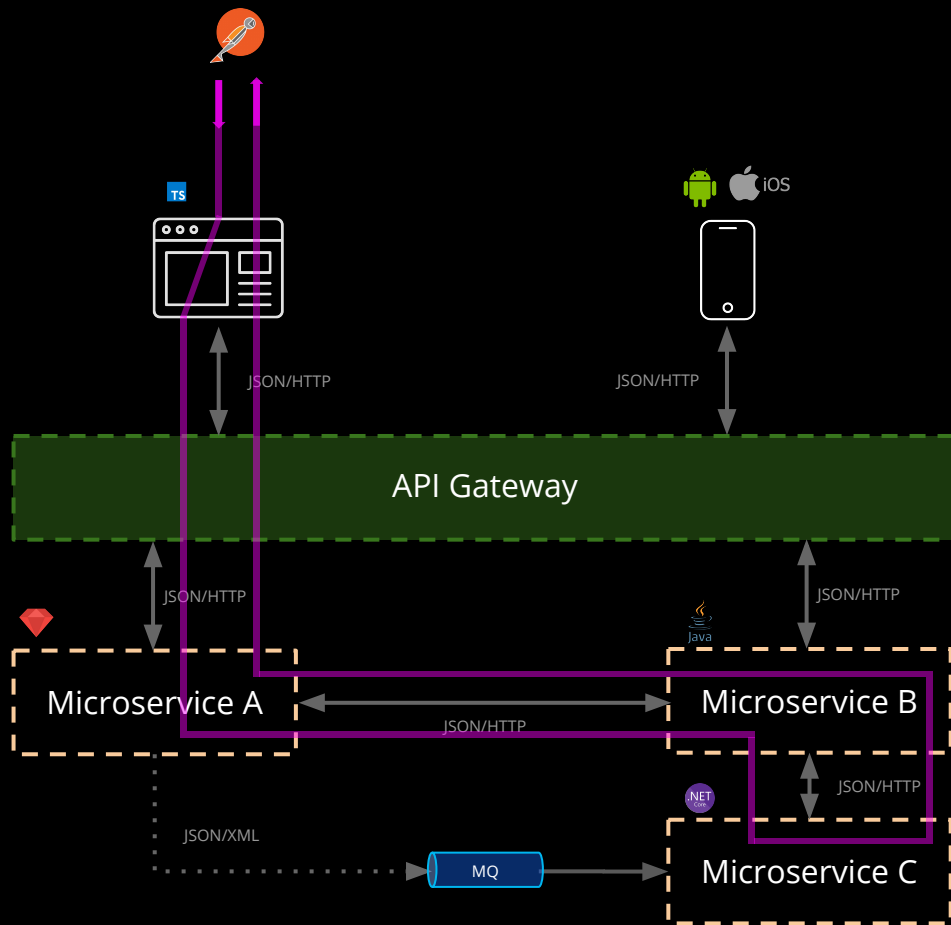 TS
iOS
JSON/HTTP
JSON/HTTP
API Gateway
JSON/HTTP
JSON/HTTP
Java
Microservice A
Microservice B
JSON/HTTP
JSON/HTTP
.NET
Core
JSON/XML
MQ
Microservice C